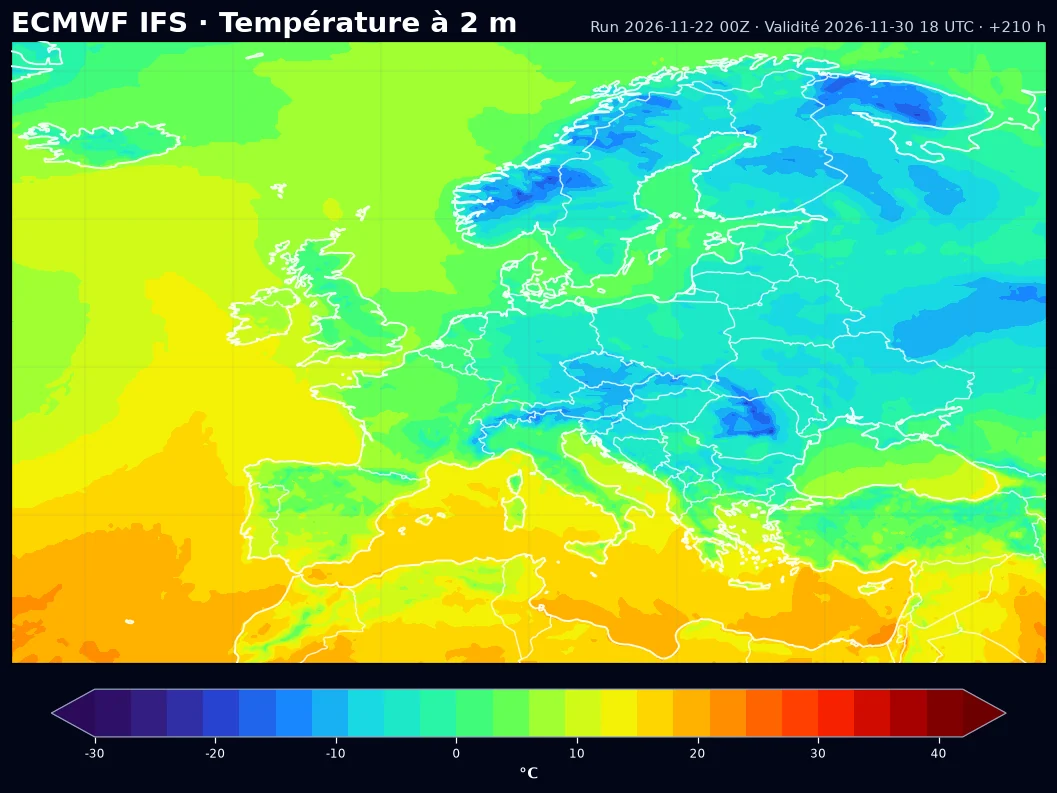 ECMWF IFS · Température à 2 m
Run 2026-11-22 00Z · Validité 2026-11-30 18 UTC · +210 h
-30 -20 -10 0 10 20 30 40
°C